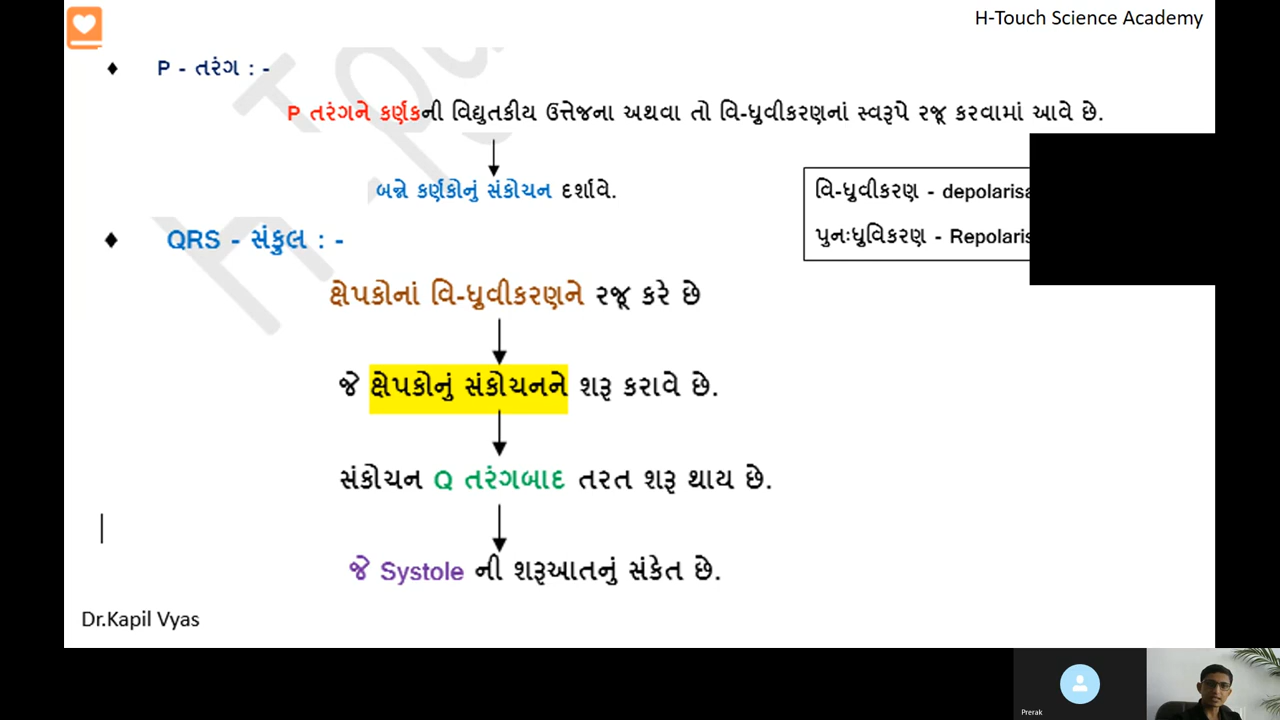 H-Touch Science Academy
♦ P - તરંગ : -
P તરંગને કર્ણકની વિદ્યુતકીય ઉત્તેજના અથવા તો વિ-ધ્રુવીકરણનાં સ્વરૂપે રજૂ કરવામાં આવે છે.
બન્ને કર્ણકોનું સંકોચન દર્શાવે.
વિ-ધ્રુવીકરણ - depolarisa
પુનઃધ્રુવિકરણ - Repolaris
♦ QRS - સંકુલ : -
ક્ષેપકોનાં વિ-ધ્રુવીકરણને રજૂ કરે છે
જે ક્ષેપકોનું સંકોચનને શરૂ કરાવે છે.
સંકોચન Q તરંગબાદ તરત શરૂ થાય છે.
જે Systole ની શરૂઆતનું સંકેત છે.
Dr.Kapil Vyas
Prerak